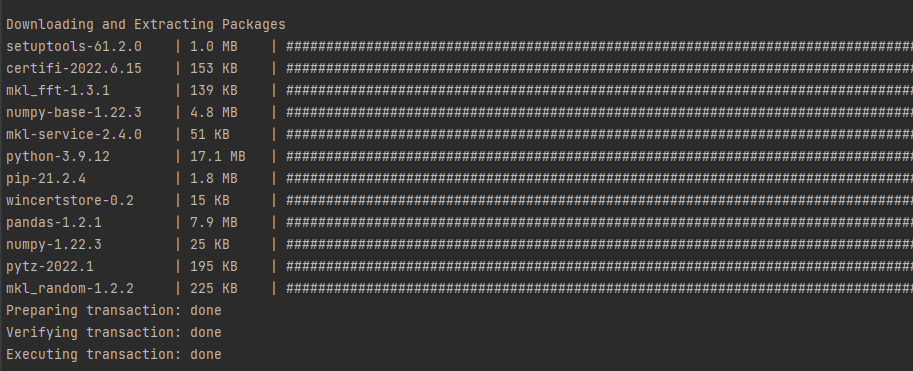 Downloading and Extracting Packages
setuptools-61.2.0    | 1.0 MB    | ##############################################################################
certifi-2022.6.15    | 153 KB    | ##############################################################################
mkl_fft-1.3.1        | 139 KB    | ##############################################################################
numpy-base-1.22.3    | 4.8 MB    | ##############################################################################
mkl-service-2.4.0    | 51 KB     | ##############################################################################
python-3.9.12        | 17.1 MB   | ##############################################################################
pip-21.2.4           | 1.8 MB    | ##############################################################################
wincertstore-0.2     | 15 KB     | ##############################################################################
pandas-1.2.1         | 7.9 MB    | ##############################################################################
numpy-1.22.3         | 25 KB     | ##############################################################################
pytz-2022.1          | 195 KB    | ##############################################################################
mkl_random-1.2.2     | 225 KB    | ##############################################################################
Preparing transaction: done
Verifying transaction: done
Executing transaction: done